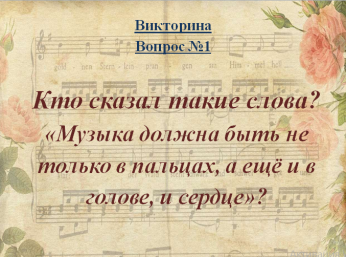 Викторина
Вопрос №1
Кто сказал такие слова?
«Музыка должна быть не
только в пальцах, а ещё и в
голове, и сердце»?